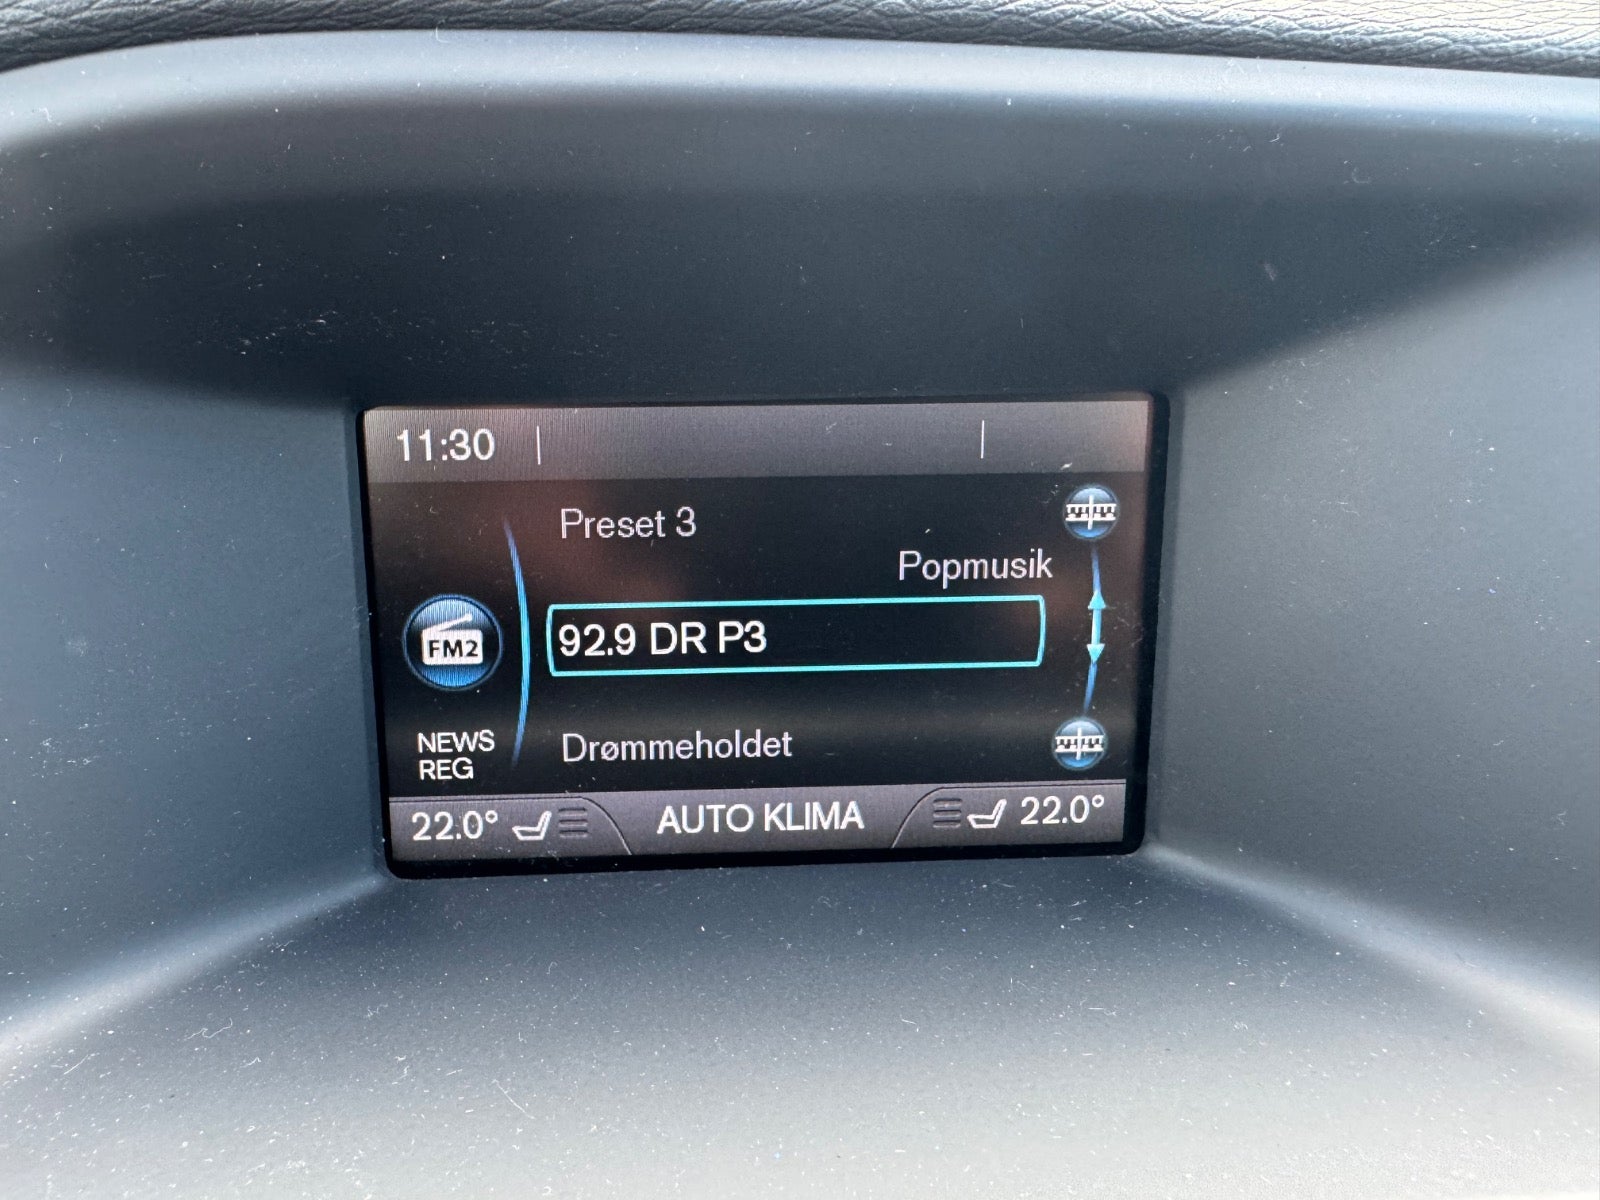 11:30
Preset 3
Popmusik
FM2
92.9 DR P3
NEWS
REG
Drømmeholdet
22.0°
AUTO KLIMA
22.0°